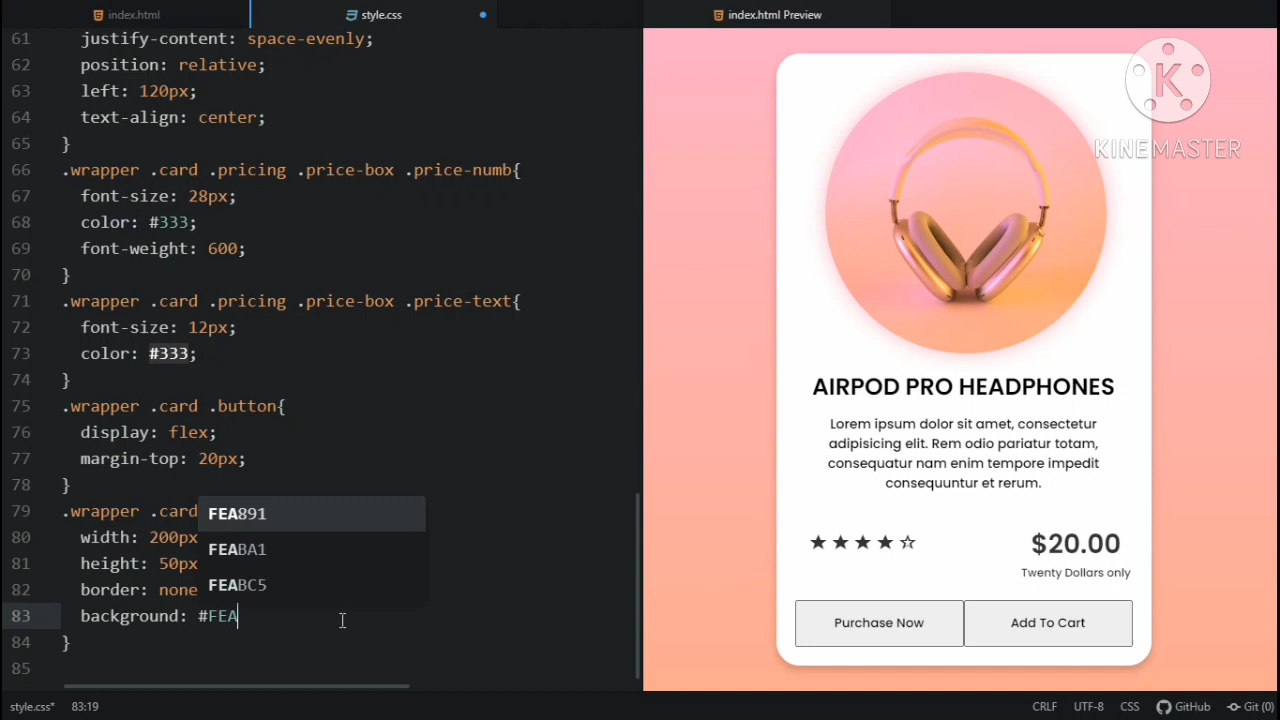 index.html
style.css
index.html Preview
61 justify-content: space-evenly;
62 position: relative;
63 left: 120px;
64 text-align: center;
65 }
66 .wrapper .card .pricing .price-box .price-numb{
67 font-size: 28px;
68 color: #333;
69 font-weight: 600;
70 }
71 .wrapper .card .pricing .price-box .price-text{
72 font-size: 12px;
73 color: #333;
74 }
75 .wrapper .card .button{
76 display: flex;
77 margin-top: 20px;
78 }
79 .wrapper .card
80 width: 200px
81 height: 50px
82 border: none
83 background: #FEA
84 }
85
FEA891
FEABA1
FEABC5
K
KINEMASTER
AIRPOD PRO HEADPHONES
Lorem ipsum dolor sit amet, consectetur
adipisicing elit. Rem odio pariatur totam,
consequatur nam enim tempore impedit
consequuntur et rerum.
$20.00
Twenty Dollars only
Purchase Now
Add To Cart
style.css* 83:19 CRLF UTF-8 CSS GitHub Git (0)